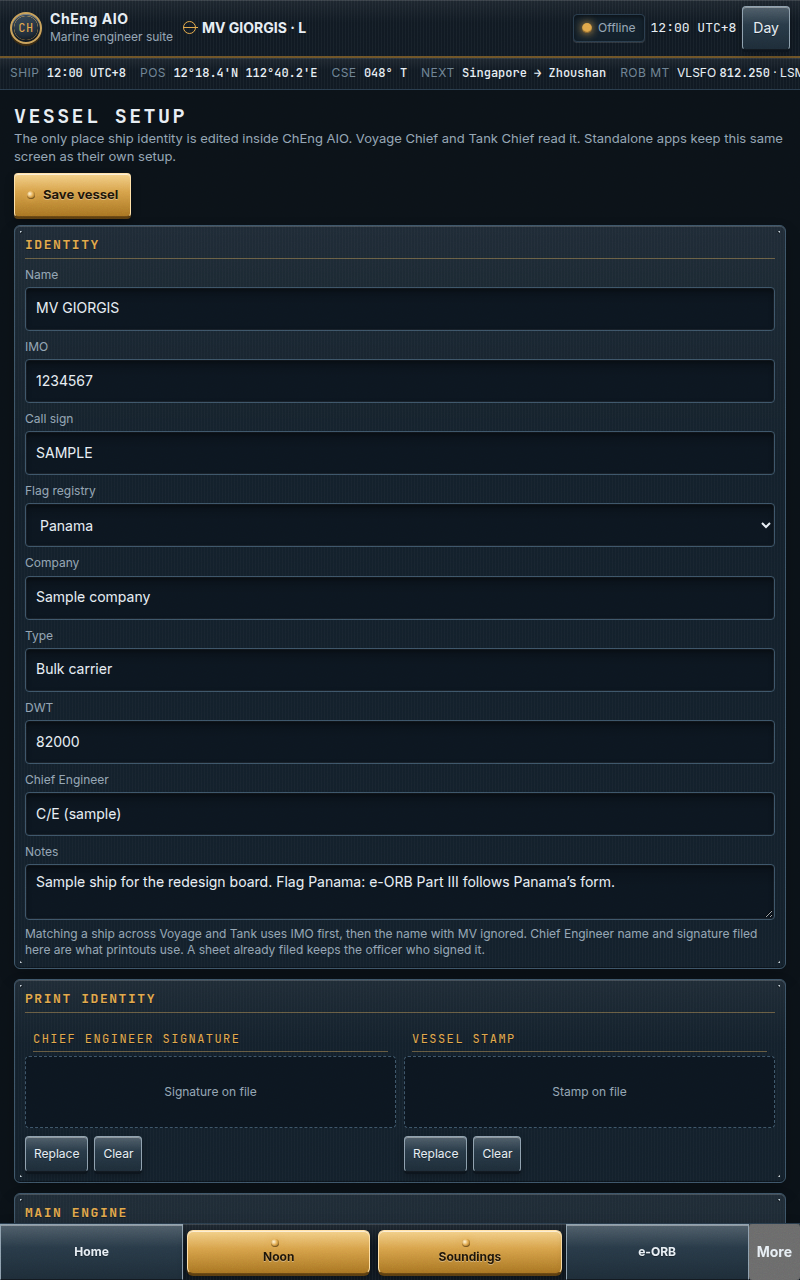 CH
ChEng AIO
Marine engineer suite
MV GIORGIS · L
Offline
12:00 UTC+8
Day
SHIP 12:00 UTC+8 POS 12°18.4'N 112°40.2'E CSE 048° T NEXT Singapore → Zhoushan ROB MT VLSFO 812.250 · LSM
VESSEL SETUP
The only place ship identity is edited inside ChEng AIO. Voyage Chief and Tank Chief read it. Standalone apps keep this same
screen as their own setup.
Save vessel
IDENTITY
Name
MV GIORGIS
IMO
1234567
Call sign
SAMPLE
Flag registry
Panama
Company
Sample company
Type
Bulk carrier
DWT
82000
Chief Engineer
C/E (sample)
Notes
Sample ship for the redesign board. Flag Panama: e-ORB Part III follows Panama's form.
Matching a ship across Voyage and Tank uses IMO first, then the name with MV ignored. Chief Engineer name and signature filed
here are what printouts use. A sheet already filed keeps the officer who signed it.
PRINT IDENTITY
CHIEF ENGINEER SIGNATURE
VESSEL STAMP
Signature on file
Stamp on file
Replace Clear
Replace Clear
MAIN ENGINE
Home
Noon
Soundings
e-ORB
More